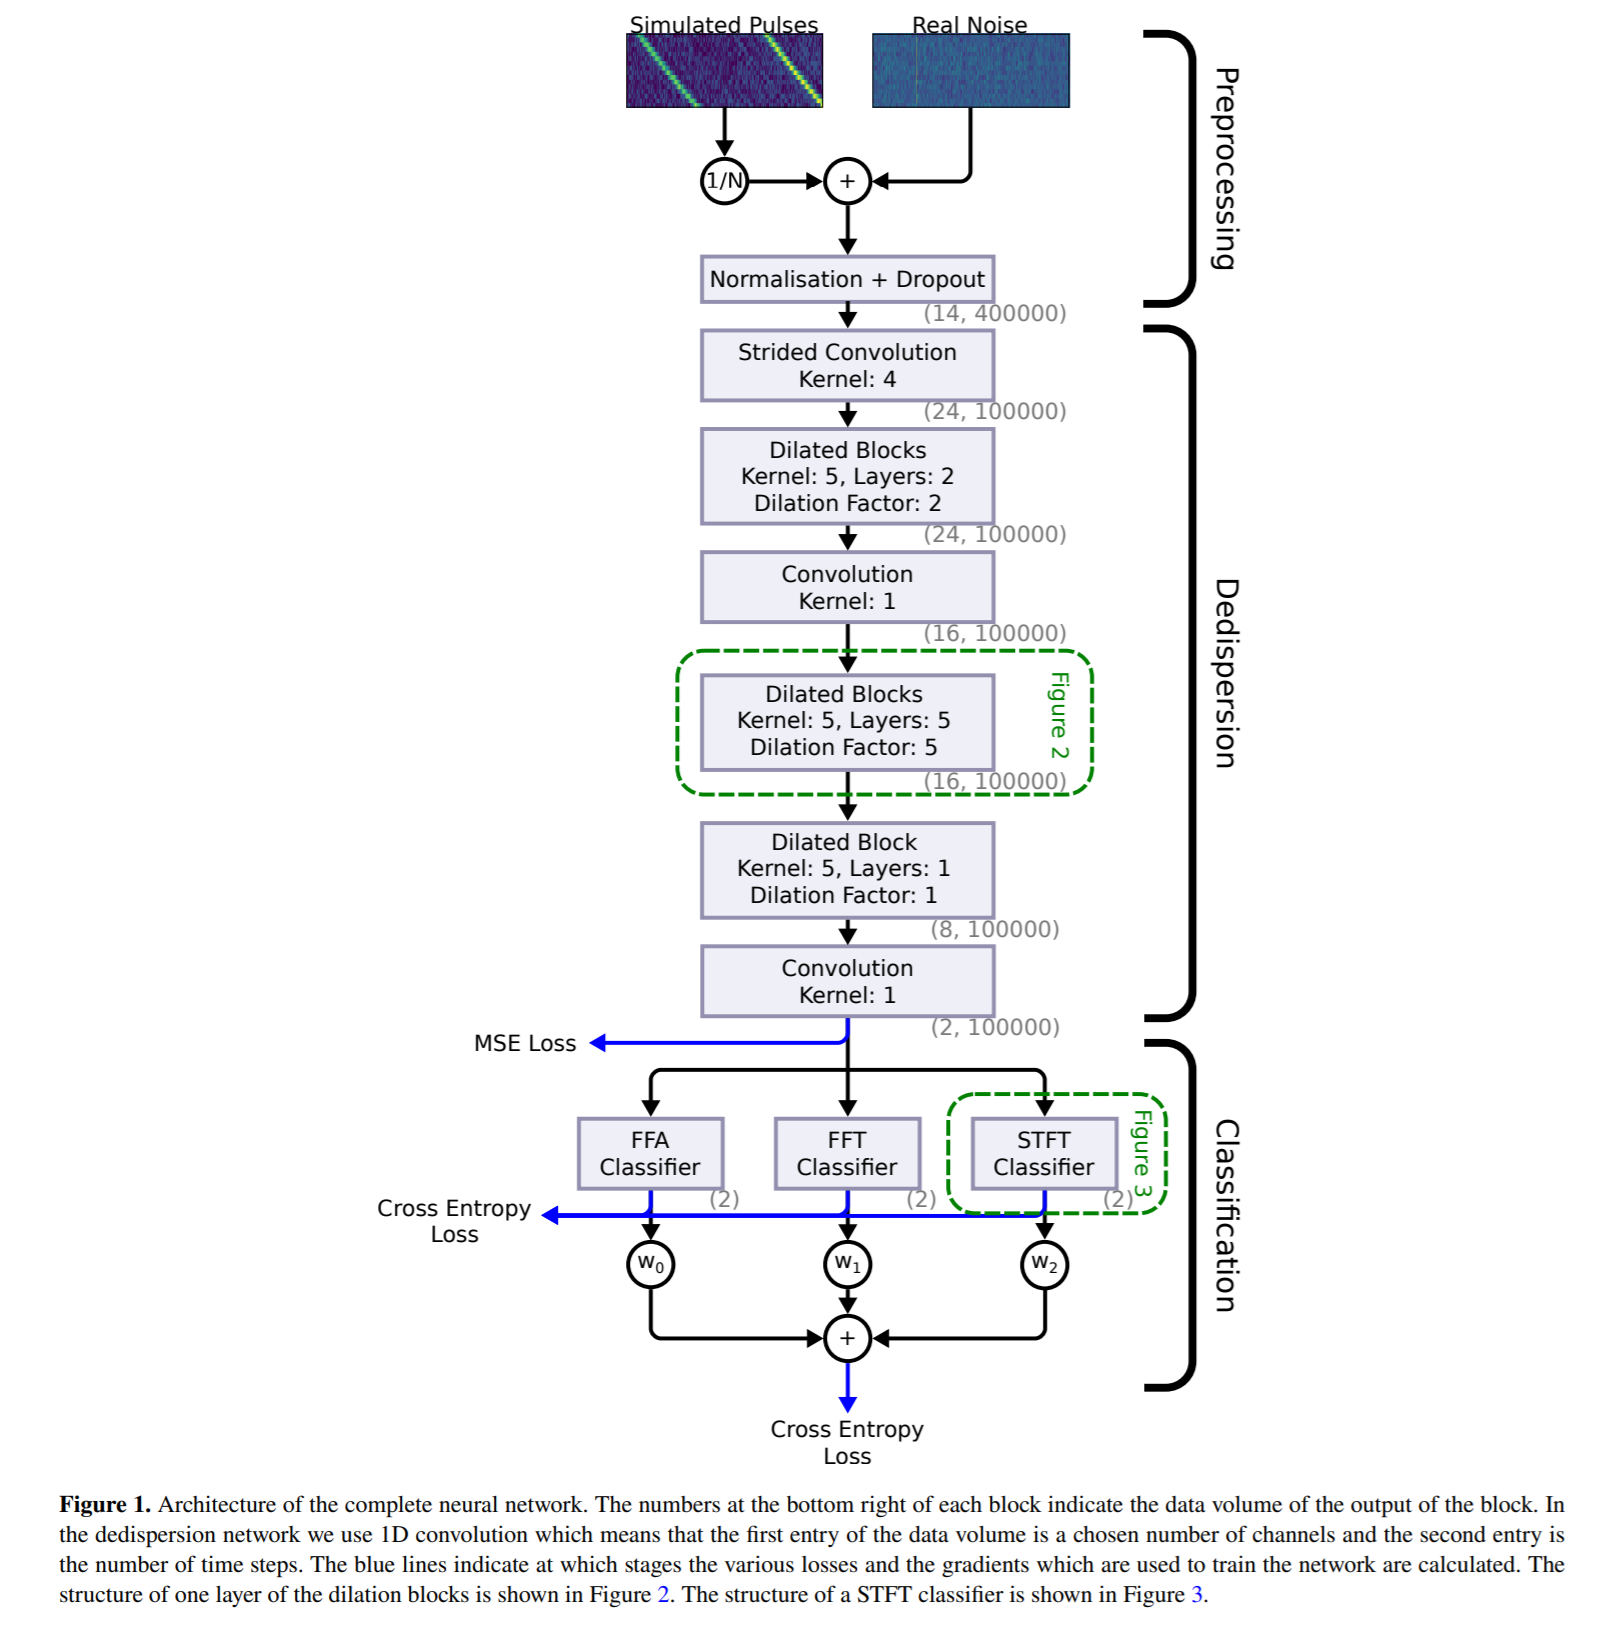 Simulated Pulses
Real Noise
1/N
+
Preprocessing
Normalisation + Dropout
(14, 400000)
Strided Convolution
Kernel: 4
(24, 100000)
Dilated Blocks
Kernel: 5, Layers: 2
Dilation Factor: 2
(24, 100000)
Convolution
Kernel: 1
(16, 100000)
Dedispersion
Dilated Blocks
Kernel: 5, Layers: 5
Dilation Factor: 5
Figure 2
(16, 100000)
Dilated Block
Kernel: 5, Layers: 1
Dilation Factor: 1
(8, 100000)
Convolution
Kernel: 1
(2, 100000)
MSE Loss
FFA
Classifier
(2)
FFT
Classifier
(2)
STFT
Classifier
(2)
Figure 3
Classification
Cross Entropy
Loss
w0
w1
w2
+
Cross Entropy
Loss
Figure 1. Architecture of the complete neural network. The numbers at the bottom right of each block indicate the data volume of the output of the block. In
the dedispersion network we use 1D convolution which means that the first entry of the data volume is a chosen number of channels and the second entry is
the number of time steps. The blue lines indicate at which stages the various losses and the gradients which are used to train the network are calculated. The
structure of one layer of the dilation blocks is shown in Figure 2. The structure of a STFT classifier is shown in Figure 3.